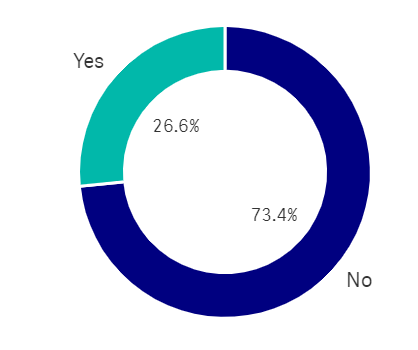 Yes
26.6%
73.4%
No